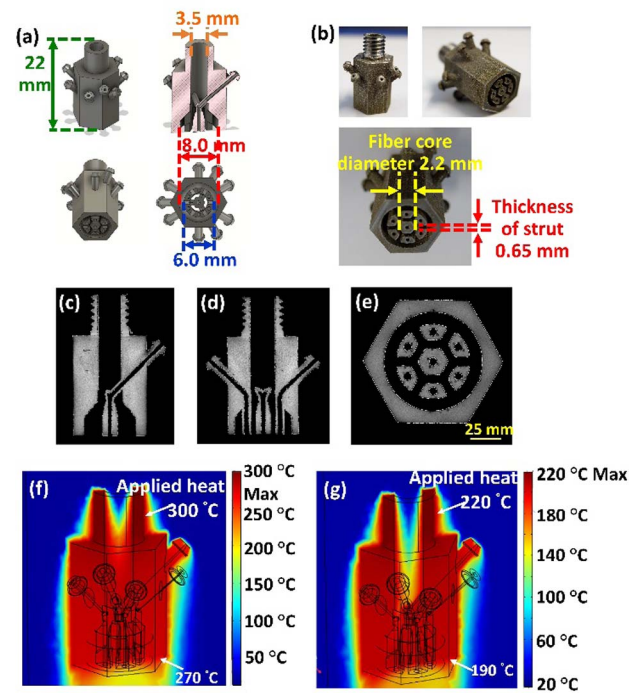 (a)
3.5 mm
22
mm
8.0 mm
6.0 mm
(b)
Fiber core
diameter 2.2 mm
Thickness
of strut
0.65 mm
(c)
(d)
(e)
25 mm
(f)
Applied heat
300 °C
270 °C
300 °C
Max
250 °C
200 °C
150 °C
100 °C
50 °C
(g)
Applied heat
220 °C
190 °C
220 °C Max
180 °C
140 °C
100 °C
60 °C
20 °C